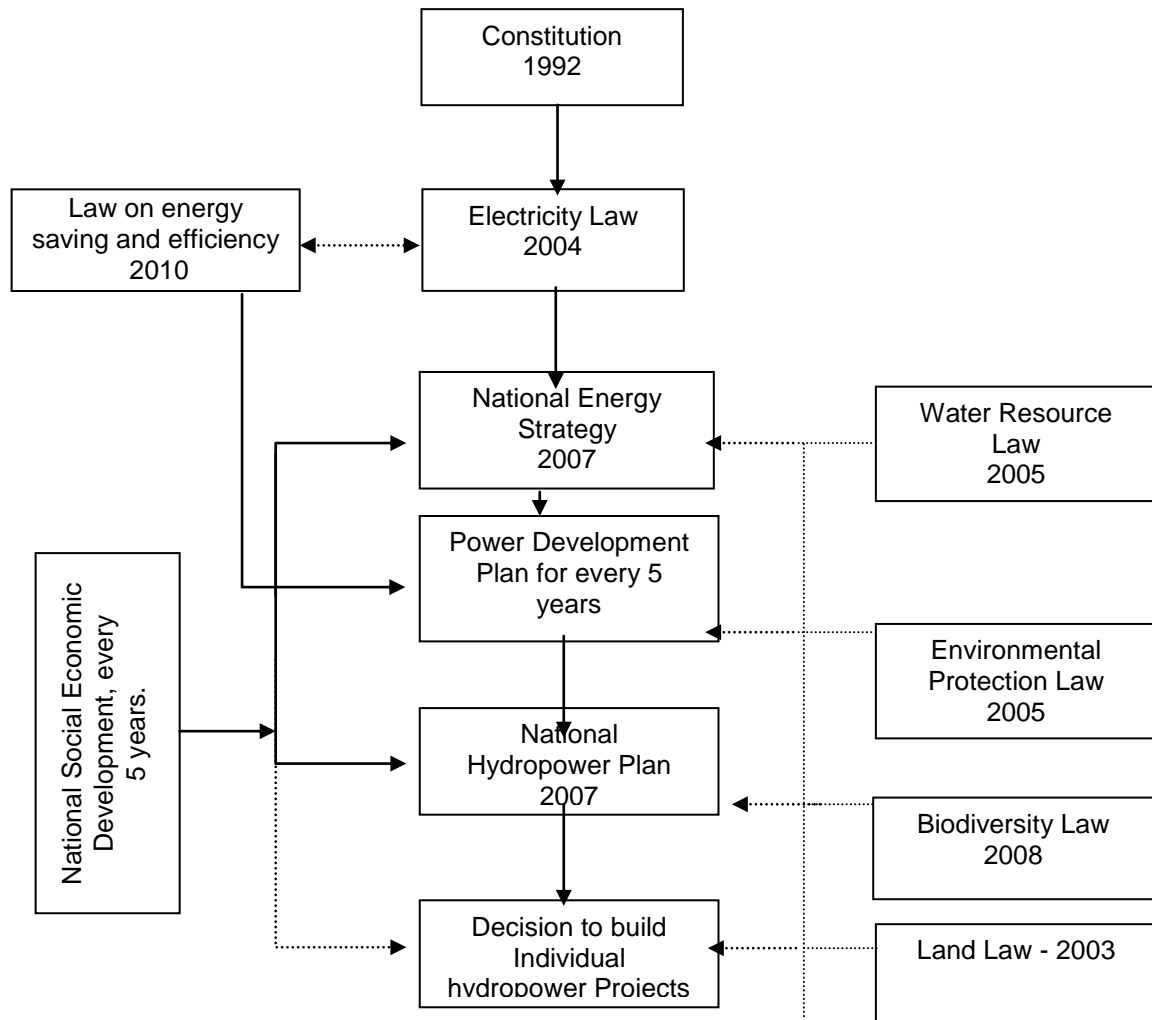 Constitution
1992
Law on energy
saving and efficiency
2010
Electricity Law
2004
National Energy
Strategy
2007
Water Resource
Law
2005
Power Development
Plan for every 5
years
National Social Economic
Development, every
5 years.
Environmental
Protection Law
2005
National
Hydropower Plan
2007
Biodiversity Law
2008
Decision to build
Individual
hydropower Projects
Land Law - 2003